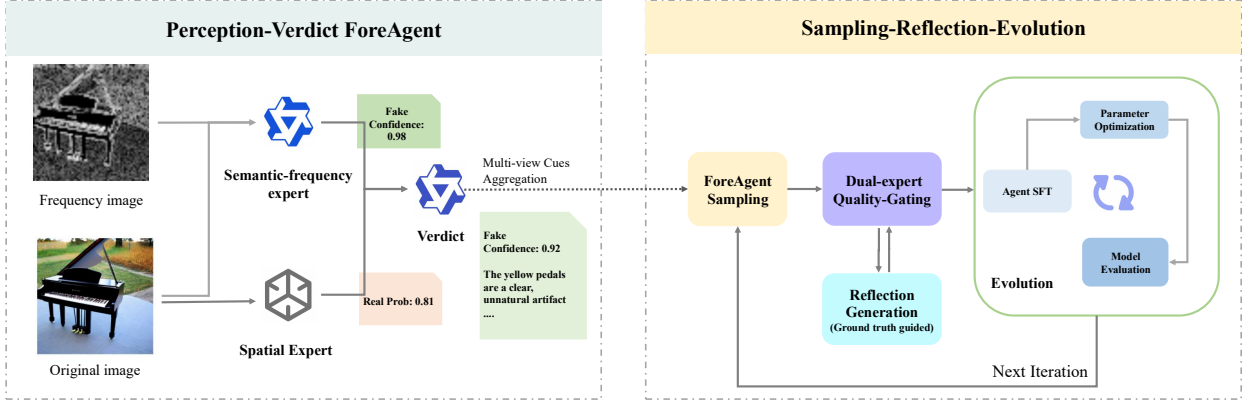 Perception-Verdict ForeAgent
Frequency image
Original image
Semantic-frequency
expert
Spatial Expert
Fake
Confidence:
0.98
Real Prob: 0.81
Verdict
Multi-view Cues
Aggregation
Fake
Confidence: 0.92
The yellow pedals
are a clear,
unnatural artifact
....
Sampling-Reflection-Evolution
ForeAgent
Sampling
Dual-expert
Quality-Gating
Reflection
Generation
(Ground truth guided)
Agent SFT
Parameter
Optimization
Model
Evaluation
Evolution
Next Iteration